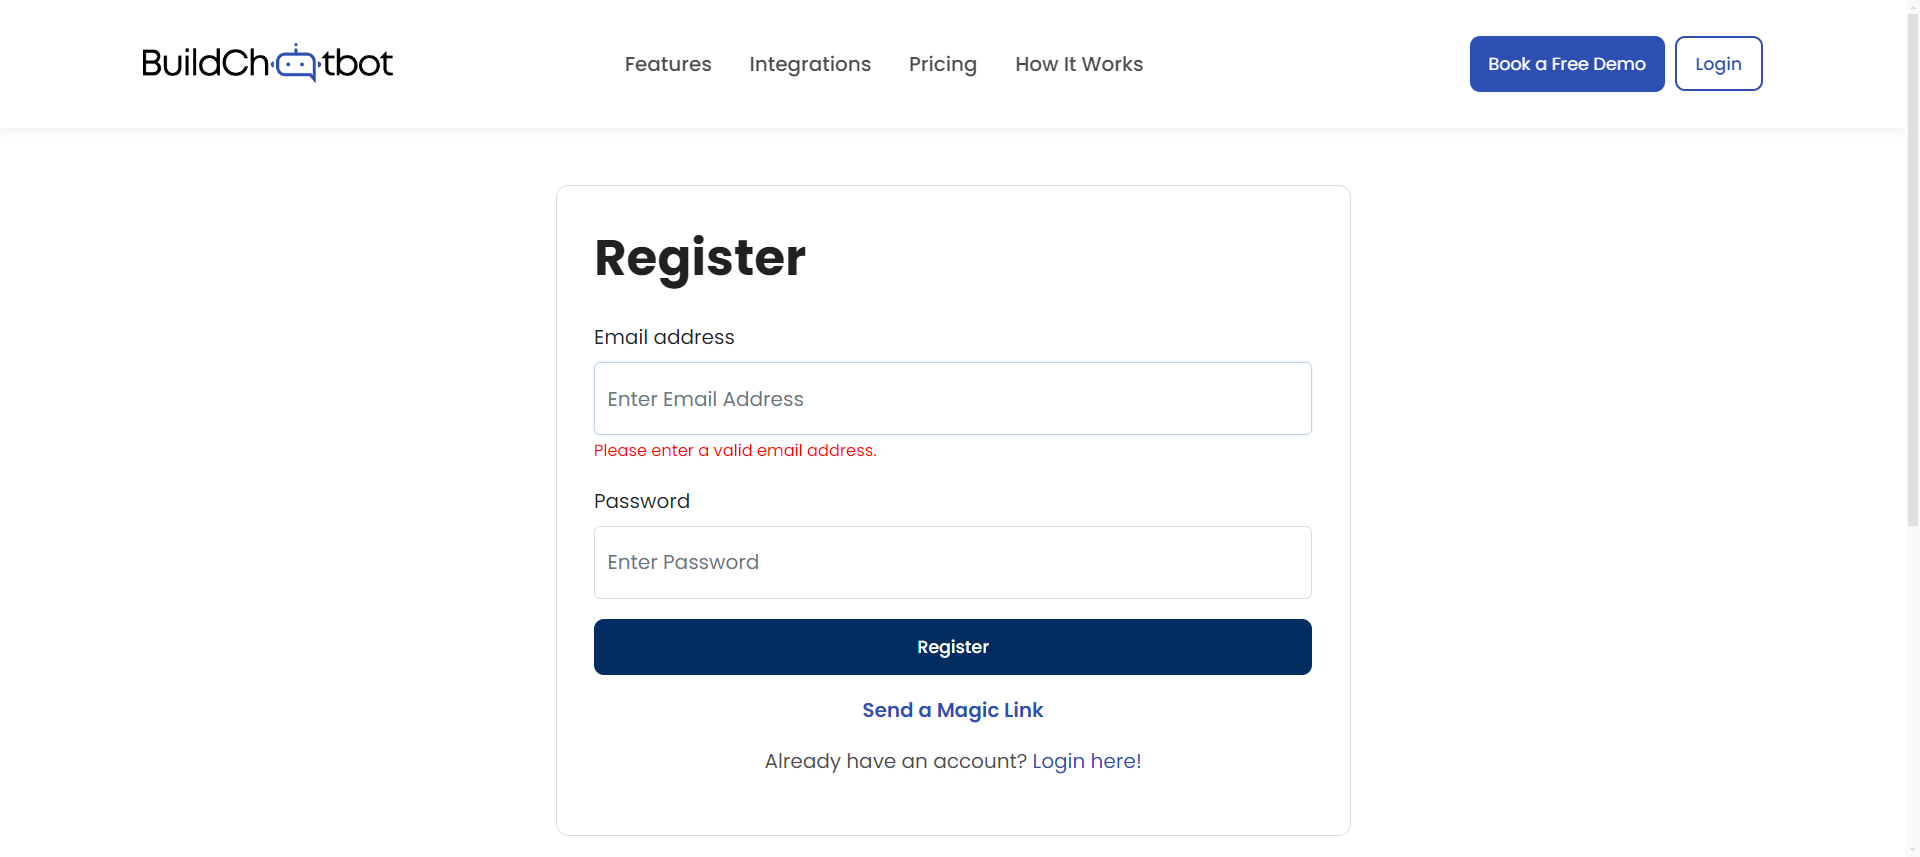 BuildChatbot
Features Integrations Pricing How It Works
Book a Free Demo Login
Register
Email address
Enter Email Address
Please enter a valid email address.
Password
Enter Password
Register
Send a Magic Link
Already have an account? Login here!